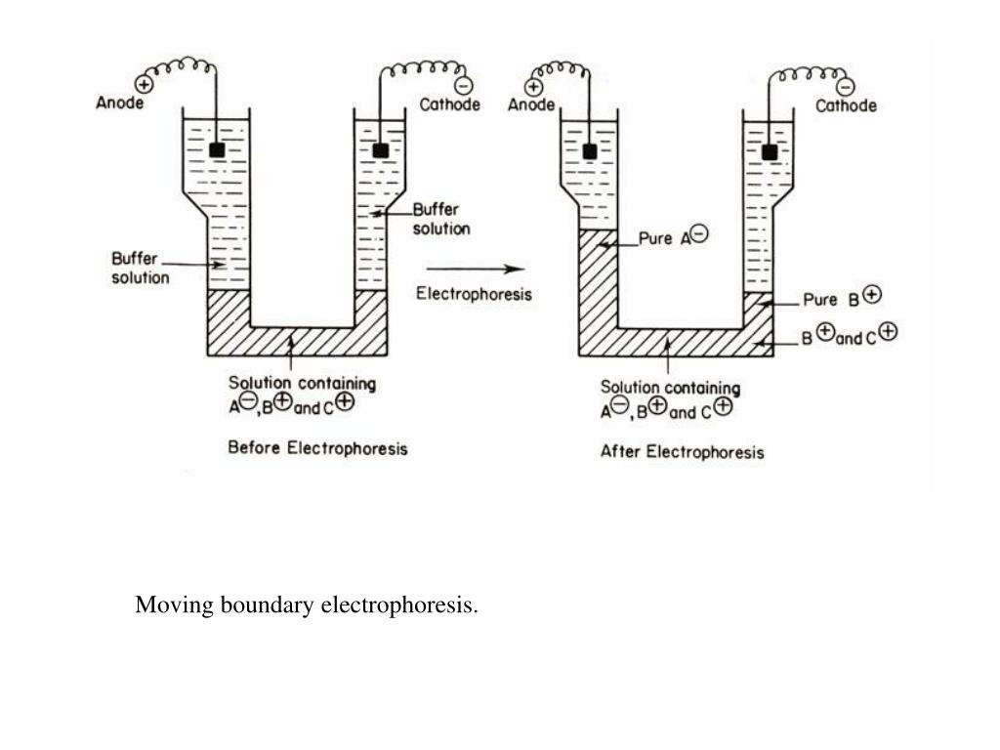 +
Anode
−
Cathode
Buffer
solution
Buffer
solution
Solution containing
A⊖,B⊕and C⊕
Before Electrophoresis
Electrophoresis
+
Anode
−
Cathode
Pure A⊖
Pure B⊕
B⊕and C⊕
Solution containing
A⊖,B⊕and C⊕
After Electrophoresis
Moving boundary electrophoresis.